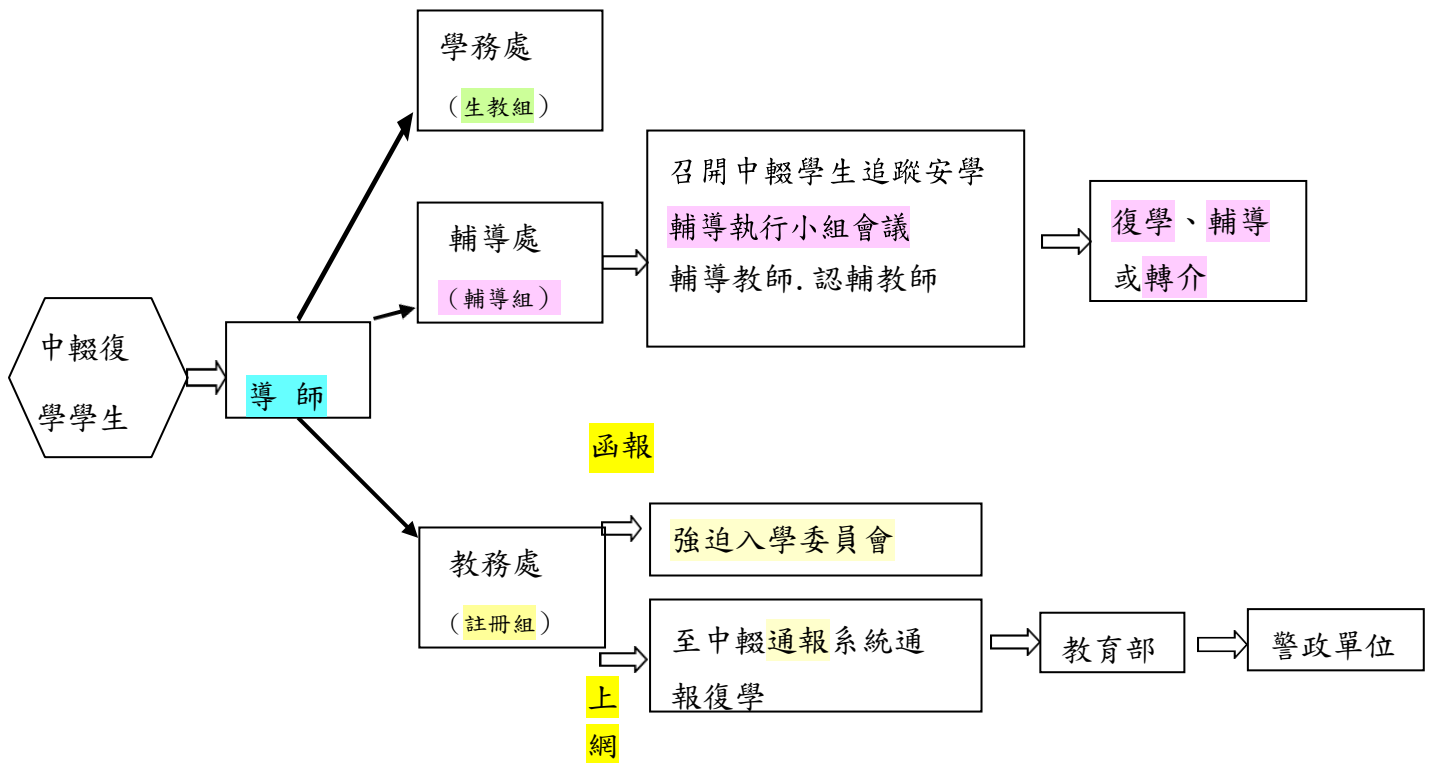 學務處
（生教組）
輔導處
（輔導組）
召開中輟學生追蹤安學
輔導執行小組會議
輔導教師.認輔教師
復學、輔導
或轉介
中輟復
學學生
導 師
函報
強迫入學委員會
教務處
（註冊組）
至中輟通報系統通
報復學
教育部
警政單位
上
網